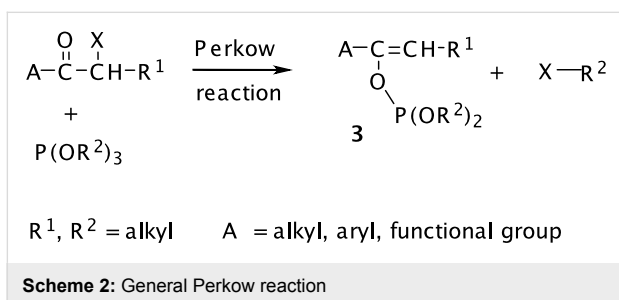 O X
A–C–CH–R¹
+
P(OR²)₃
Perkow
reaction
A–C=CH-R¹
O
P(OR²)₂
3
+ X—R²
R¹, R² = alkyl A = alkyl, aryl, functional group
Scheme 2: General Perkow reaction